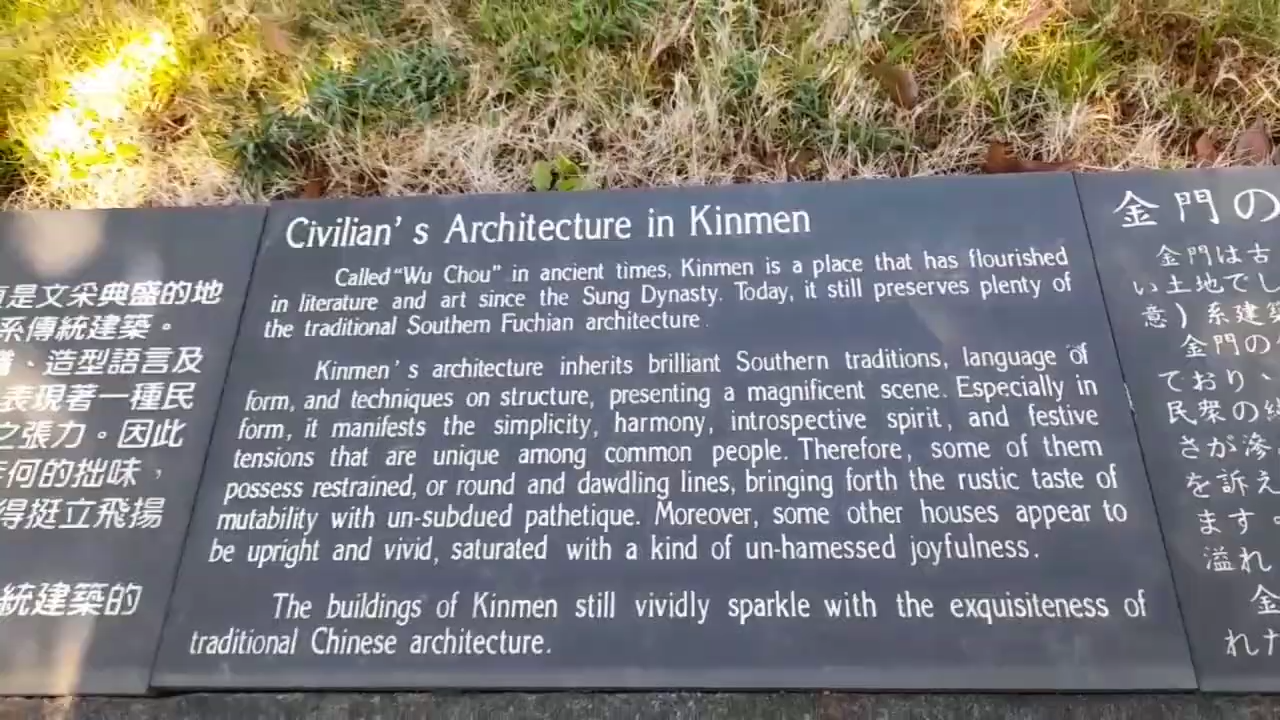 是文采典盛的地
系傳統建築。
、造型語言及
表現著一種民
之張力。因此
何的拙味,
得挺立飛揚
統建築的
Civilian's Architecture in Kinmen
Called "Wu Chou" in ancient times, Kinmen is a place that has flourished
in literature and art since the Sung Dynasty. Today, it still preserves plenty of
the traditional Southern Fuchian architecture.
Kinmen's architecture inherits brilliant Southern traditions, language of
form, and techniques on structure, presenting a magnificent scene. Especially in
form, it manifests the simplicity, harmony, introspective spirit, and festive
tensions that are unique among common people. Therefore, some of them
possess restrained, or round and dawdling lines, bringing forth the rustic taste of
mutability with un-subdued pathetique. Moreover, some other houses appear to
be upright and vivid, saturated with a kind of un-hamessed joyfulness.
The buildings of Kinmen still vividly sparkle with the exquisiteness of
traditional Chinese architecture.
金門の
金門は古
い土地でし
意)系建
金門の
ており、
民衆の
さが滲
を訴え
ます。
溢れ
金
れた